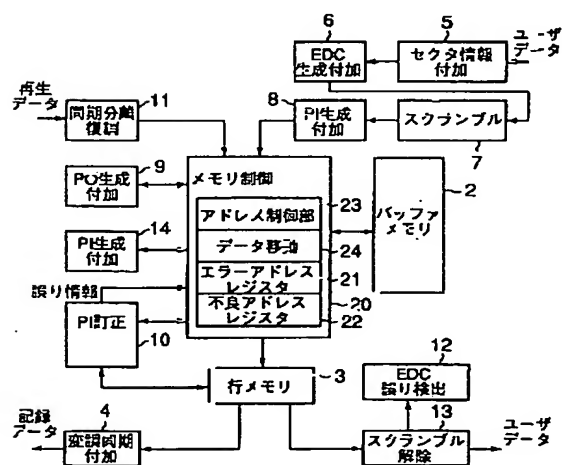 6
5
ユーザ
データ
EDC
生成付加
セクタ情報
付加
再生
データ
11
同期分離
復調
8
PI生成
付加
スクランブル
7
9
PO生成
付加
メモリ制御
2
23
アドレス制御部
バッファ
メモリ
14
24
PI生成
付加
データ移動
21
エラーアドレス
レジスタ
誤り情報
20
不良アドレス
レジスタ
22
PI訂正
10
12
3
行メモリ
EDC
誤り検出
記録
データ
4
変調同期
付加
13
スクランブル
解除
ユーザ
データ